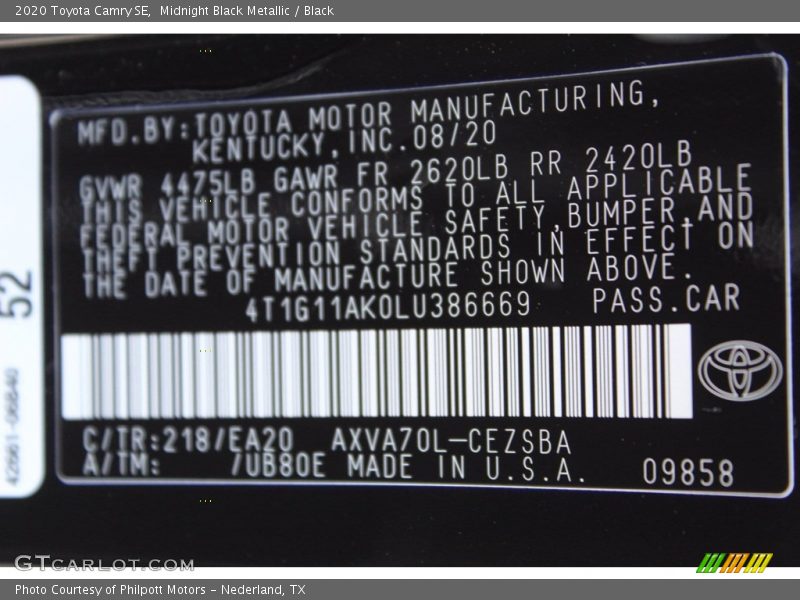 2020 Toyota Camry SE,  Midnight Black Metallic / Black
MFD.BY:TOYOTA MOTOR MANUFACTURING,
KENTUCKY,INC.08/20
GVWR 4475LB GAWR FR 2620LB RR 2420LB
THIS VEHICLE CONFORMS TO ALL APPLICABLE
FEDERAL MOTOR VEHICLE SAFETY,BUMPER,AND
THEFT PREVENTION STANDARDS IN EFFECT ON
THE DATE OF MANUFACTURE SHOWN ABOVE.
4T1G11AK0LU386669 PASS.CAR
C/TR:218/EA20 AXVA70L-CEZSBA
A/TM: /UB80E MADE IN U.S.A. 09858
52
42661-06840
GTCARLOT.COM
Photo Courtesy of Philpott Motors - Nederland, TX